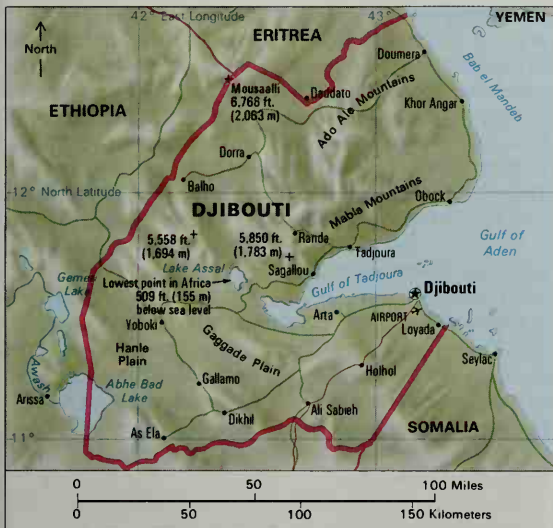 42° East Longitude
43°
YEMEN
North
ERITREA
Doumera
Bab el Mandeb
Mousaalli
6,768 ft.
(2,063 m)
Daddato
ETHIOPIA
Ado Ale Mountains
Khor Angar
Dorra
Balho
12° North Latitude
DJIBOUTI
Mabla Mountains
Obock
5,558 ft.
(1,694 m)
5,850 ft.
(1,783 m)
Randa
Tadjoura
Gulf of
Aden
Lake Assal
Sagallou
Lowest point in Africa
509 ft. (155 m)
below sea level
Gulf of Tadjoura
Djibouti
Yoboki
Arta
AIRPORT
Loyada
Hanle
Plain
Gaggade Plain
Seylac
Holhol
Awash
Abhe Bad
Lake
Gallamo
Arissa
Dikhil
Ali Sabieh
SOMALIA
As Ela
11°
0
50
100 Miles
0
50
100
150 Kilometers